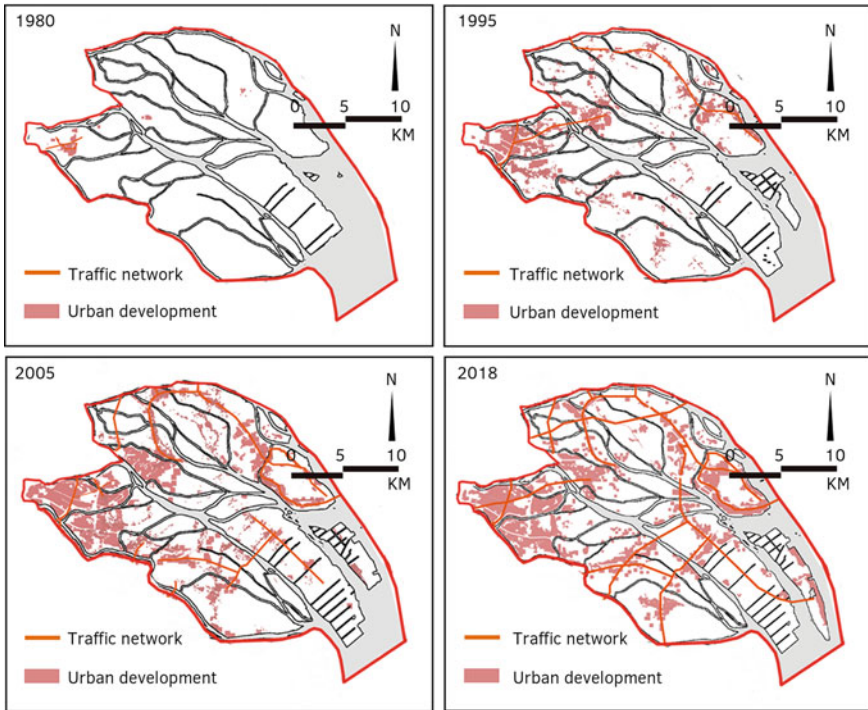 1980
N
0 5 10
KM
Traffic network
Urban development
1995
N
0 5 10
KM
Traffic network
Urban development
2005
N
0 5 10
KM
Traffic network
Urban development
2018
N
0 5 10
KM
Traffic network
Urban development